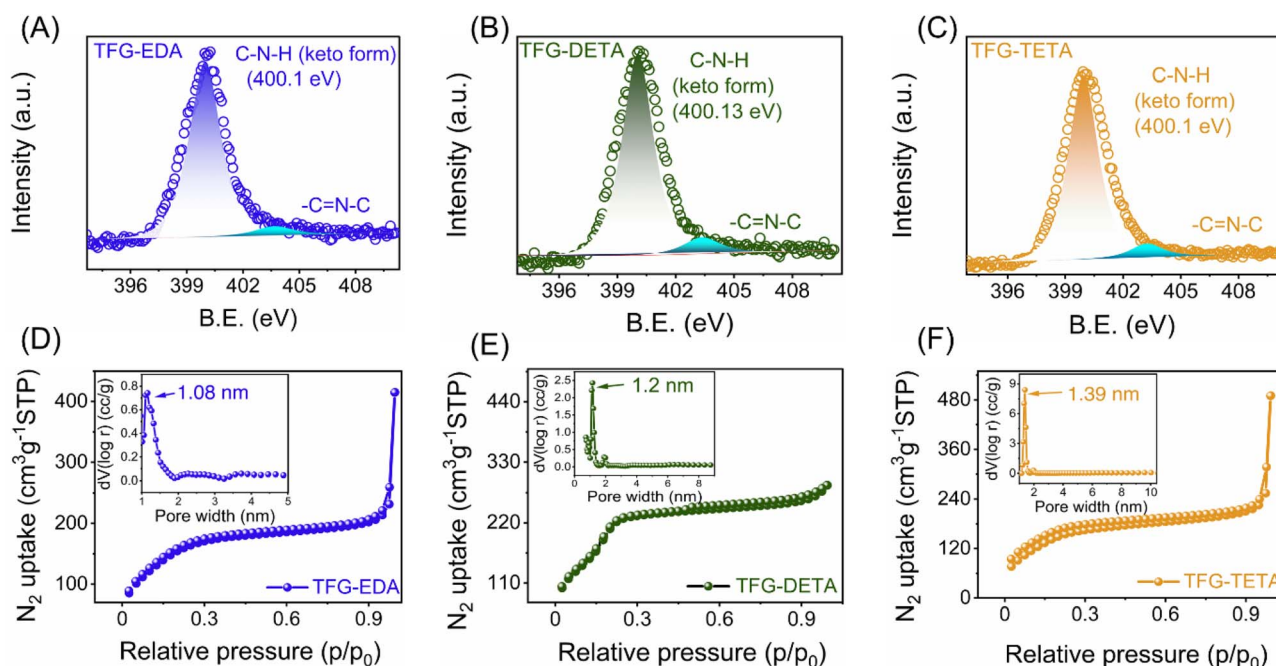 (A)
TFG-EDA
C-N-H (keto form)
(400.1 eV)
-C=N-C
Intensity (a.u.)
396 399 402 405 408
B.E. (eV)
(B)
TFG-DETA
C-N-H
(keto form)
(400.13 eV)
-C=N-C
Intensity (a.u.)
396 399 402 405 408
B.E. (eV)
(C)
TFG-TETA
C-N-H
(keto form)
(400.1 eV)
-C=N-C
Intensity (a.u.)
396 399 402 405 408
B.E. (eV)
(D)
N₂ uptake (cm³g⁻¹STP)
400
300
200
100
dV(log r) (cc/g)
0.8
0.6
0.4
0.2
0.0
1.08 nm
1 2 3 4 5
Pore width (nm)
TFG-EDA
0 0.3 0.6 0.9
Relative pressure (p/p₀)
(E)
N₂ uptake (cm³g⁻¹STP)
440
330
220
110
dV(log r) (cc/g)
2.5
2.0
1.5
1.0
0.5
0.0
1.2 nm
0 2 4 6 8
Pore width (nm)
TFG-DETA
0 0.3 0.6 0.9
Relative pressure (p/p₀)
(F)
N₂ uptake (cm³g⁻¹STP)
480
360
240
120
0
dV(log r) (cc/g)
9
6
3
0
1.39 nm
2 4 6 8 10
Pore width (nm)
TFG-TETA
0 0.3 0.6 0.9
Relative pressure (p/p₀)